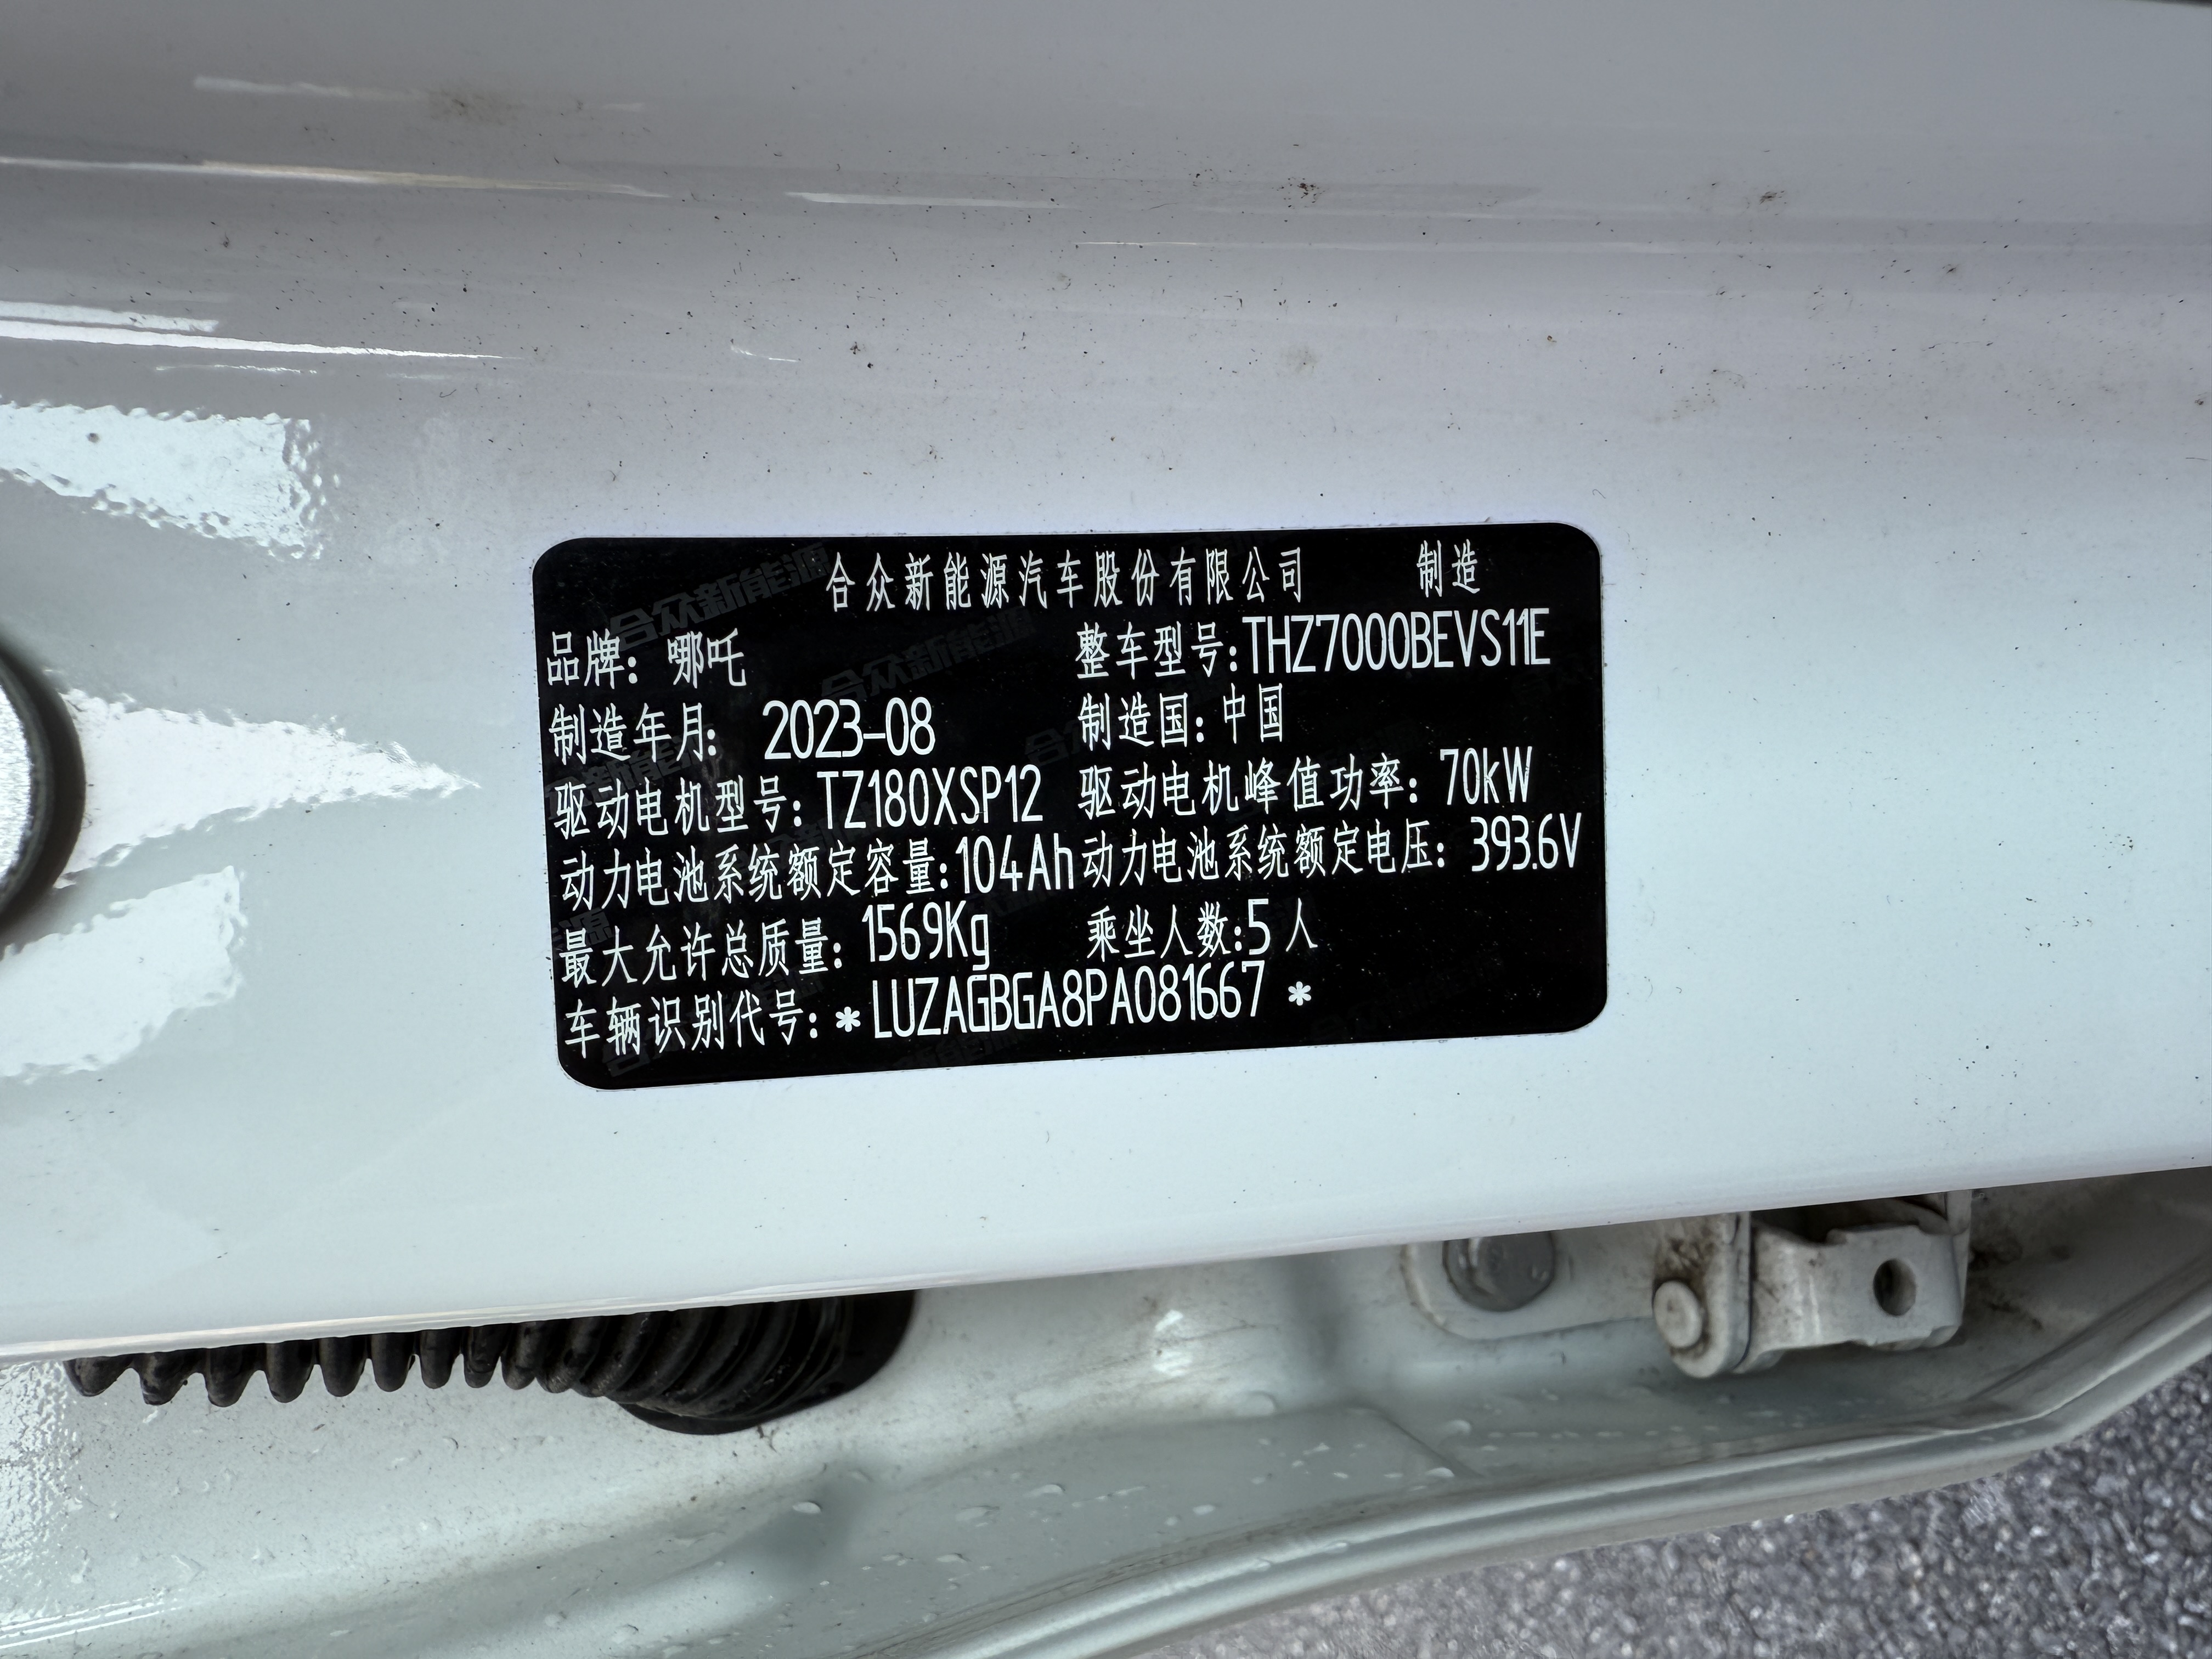 合众新能源汽车股份有限公司 制造
品牌: 哪吒 整车型号:THZ7000BEVS11E
制造年月: 2023-08 制造国: 中国
驱动电机型号: TZ180XSP12 驱动电机峰值功率: 70kW
动力电池系统额定容量:104Ah 动力电池系统额定电压: 393.6V
最大允许总质量: 1569Kg 乘坐人数:5 人
车辆识别代号: * LUZAGBGA8PA081667 *